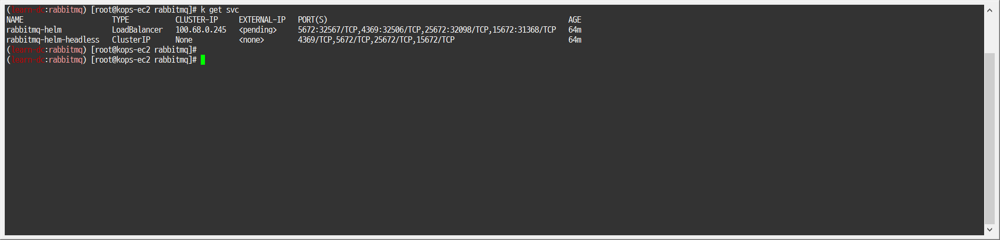 (learn-dc:rabbitmq) [root@kops-ec2 rabbitmq]# k get svc
NAME TYPE CLUSTER-IP EXTERNAL-IP PORT(S) AGE
rabbitmq-helm LoadBalancer 100.68.0.245 <pending> 5672:32567/TCP,4369:32506/TCP,25672:32098/TCP,15672:31368/TCP 64m
rabbitmq-helm-headless ClusterIP None <none> 4369/TCP,5672/TCP,25672/TCP,15672/TCP 64m
(learn-dc:rabbitmq) [root@kops-ec2 rabbitmq]#
(learn-dc:rabbitmq) [root@kops-ec2 rabbitmq]#